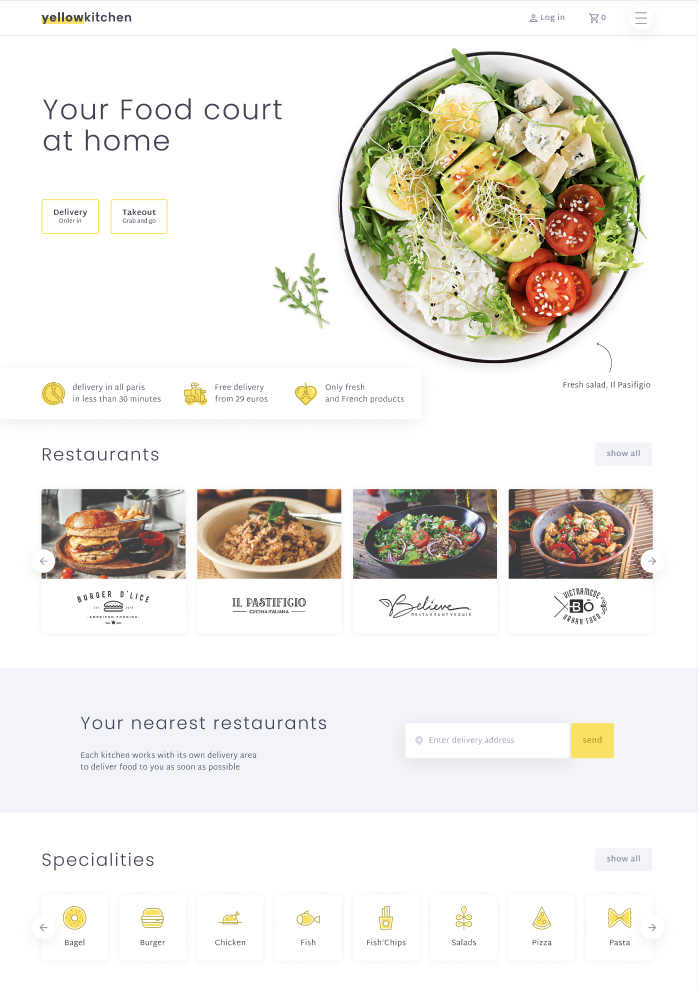 yellowkitchen
Log in
0
Your Food court
at home
Delivery
Order in
Takeout
Grab and go
delivery in all paris
in less than 30 minutes
Free delivery
from 29 euros
Only fresh
and French products
Fresh salad, Il Pasifigio
Restaurants
show all
BURGER D'LICE
IL PASTIFICIO
CUCINA ITALIANA
Believe
RESTAURANT VEGGIE
VIETNAMESE
BÔ
URBAN FOOD
Your nearest restaurants
Each kitchen works with its own delivery area
to deliver food to you as soon as possible
Enter delivery address
send
Specialities
show all
Bagel
Burger
Chicken
Fish
Fish'Chips
Salads
Pizza
Pasta